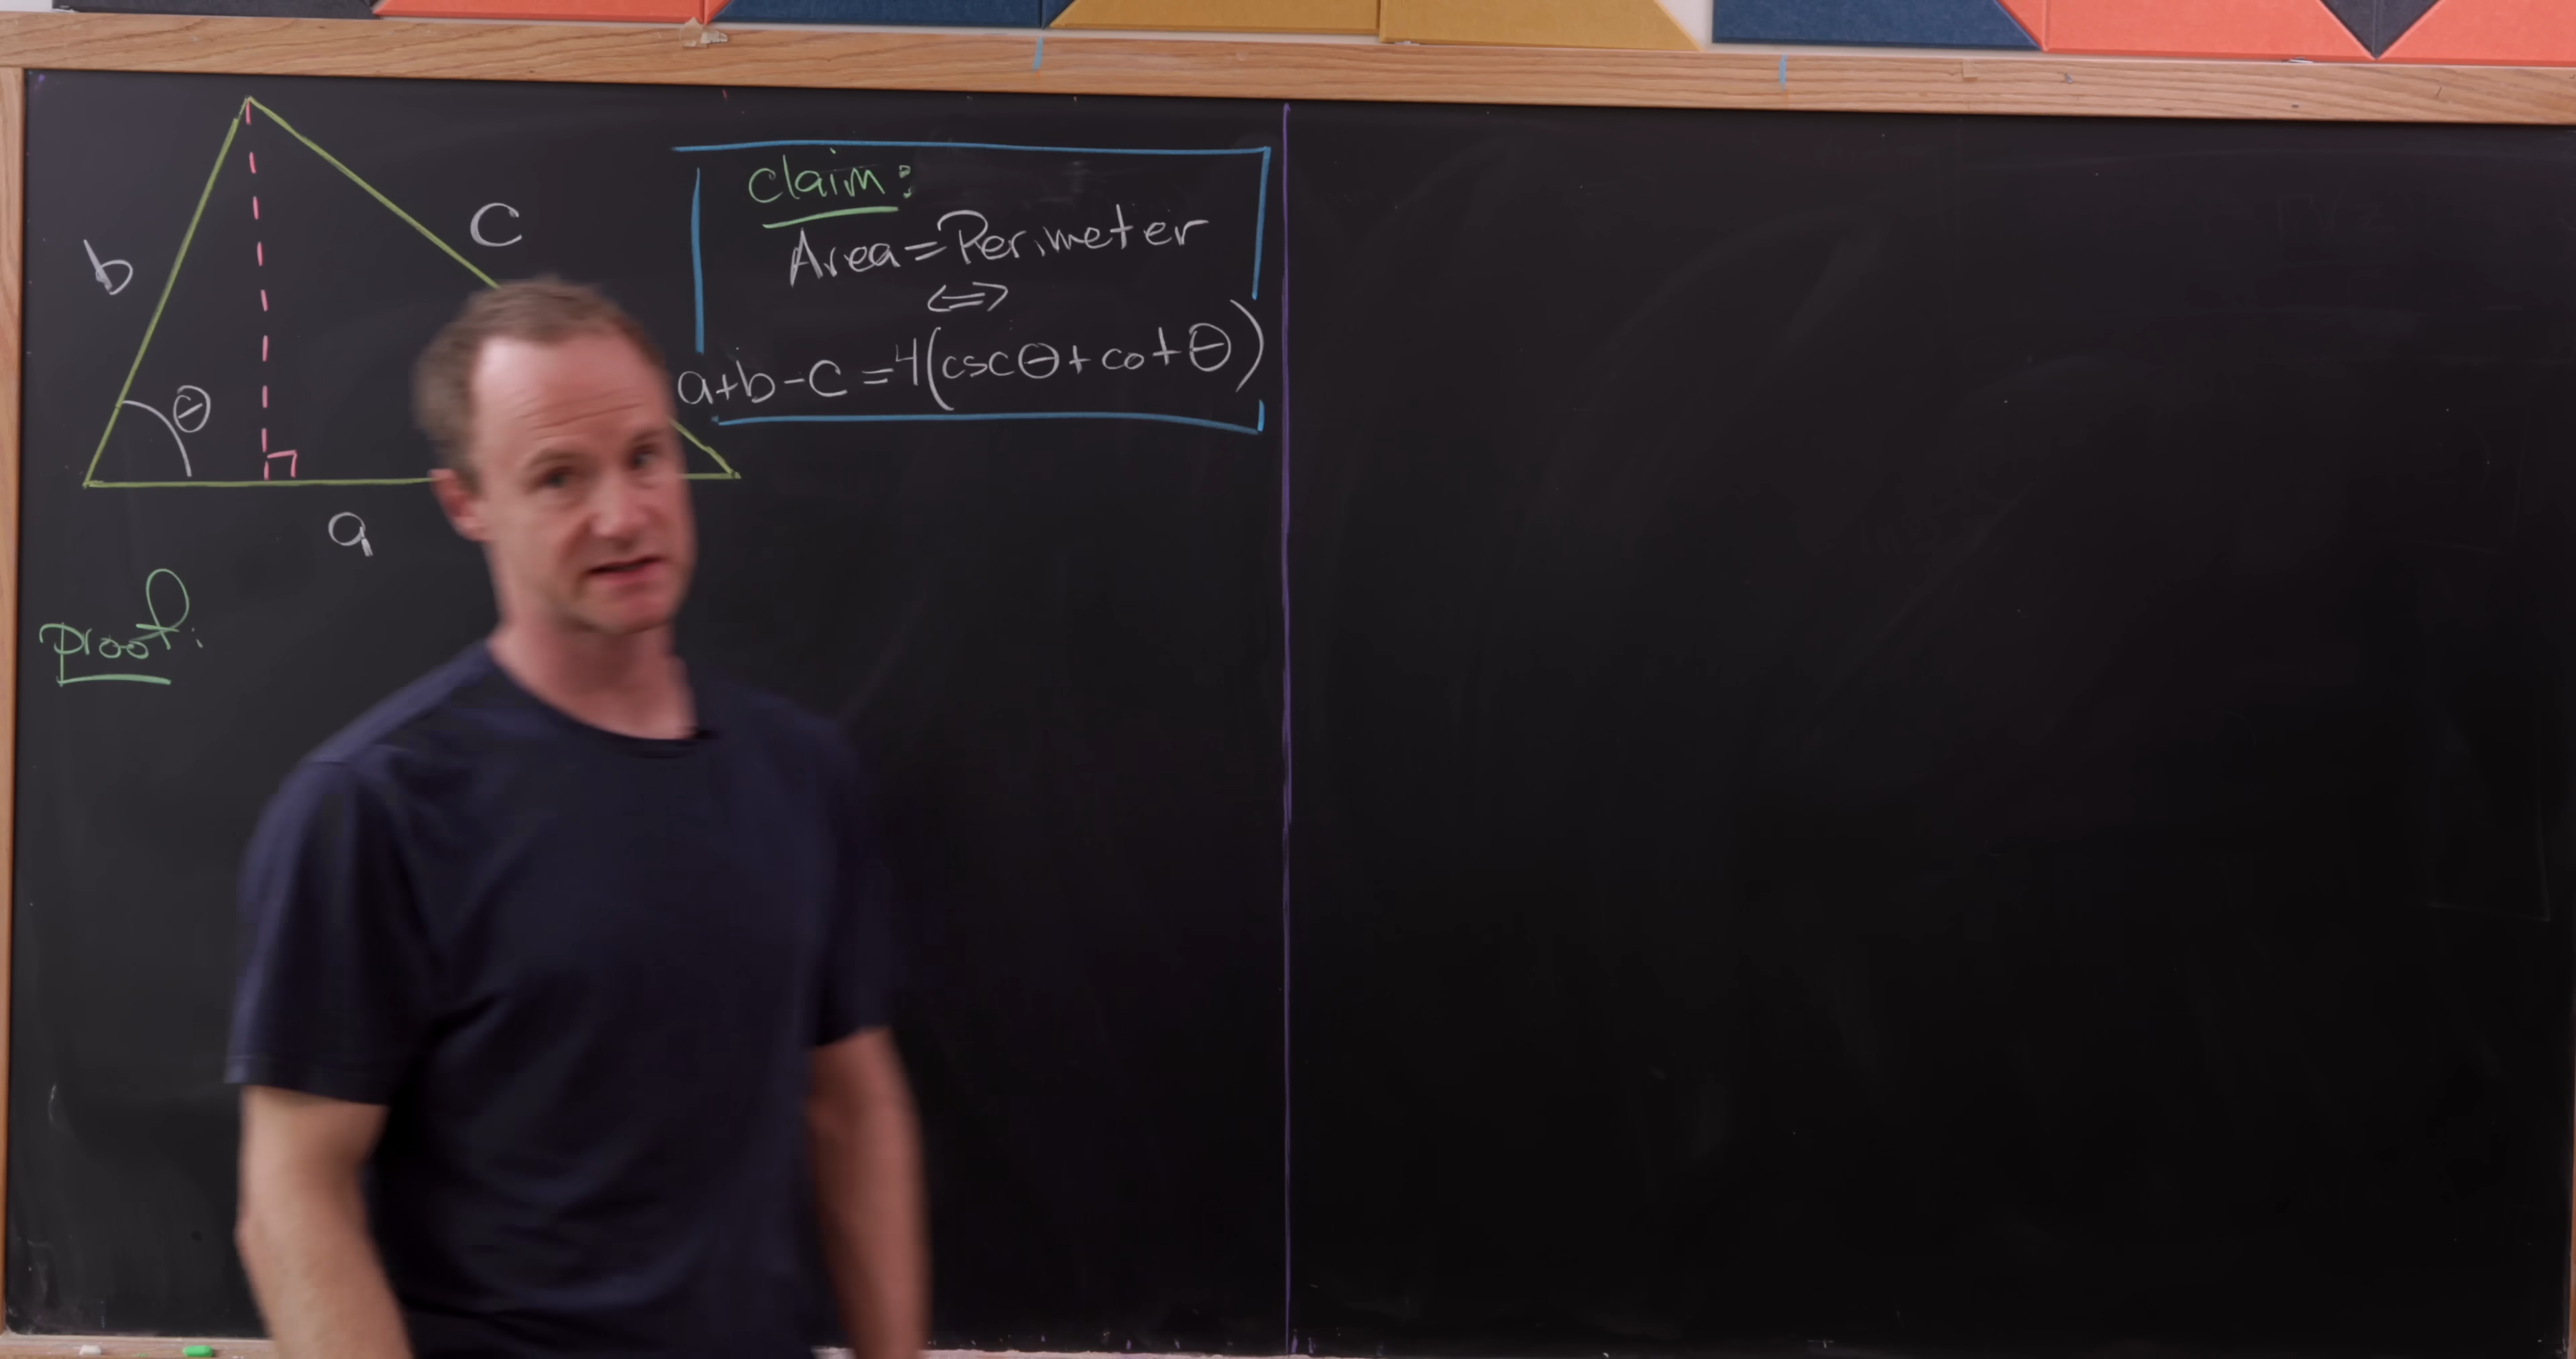 b
c
θ
a
claim:
Area = Perimeter
⇔
a+b-c = 4(cscθ + cotθ)
proof: